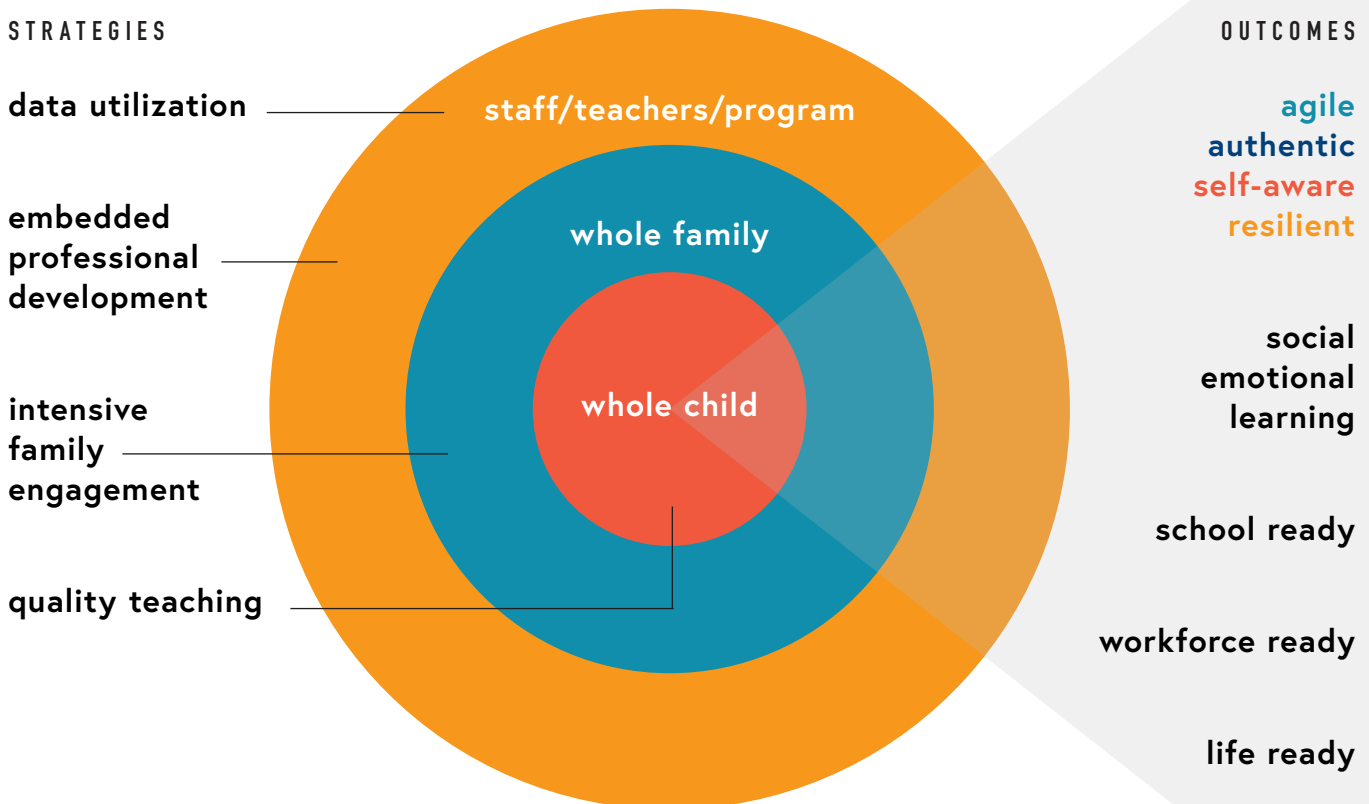 STRATEGIES
data utilization
embedded
professional
development
intensive
family
engagement
quality teaching
staff/teachers/program
whole family
whole child
OUTCOMES
agile
authentic
self-aware
resilient
social
emotional
learning
school ready
workforce ready
life ready